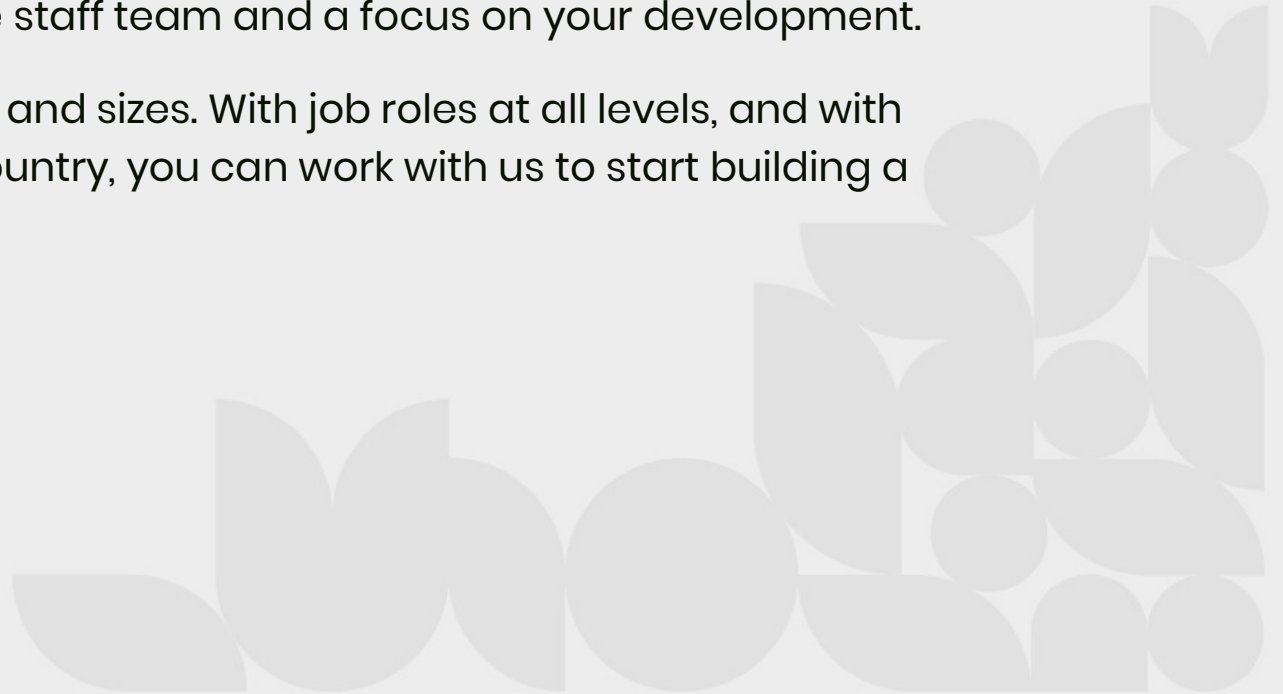 staff team and a focus on your development.
and sizes. With job roles at all levels, and with
ountry, you can work with us to start building a